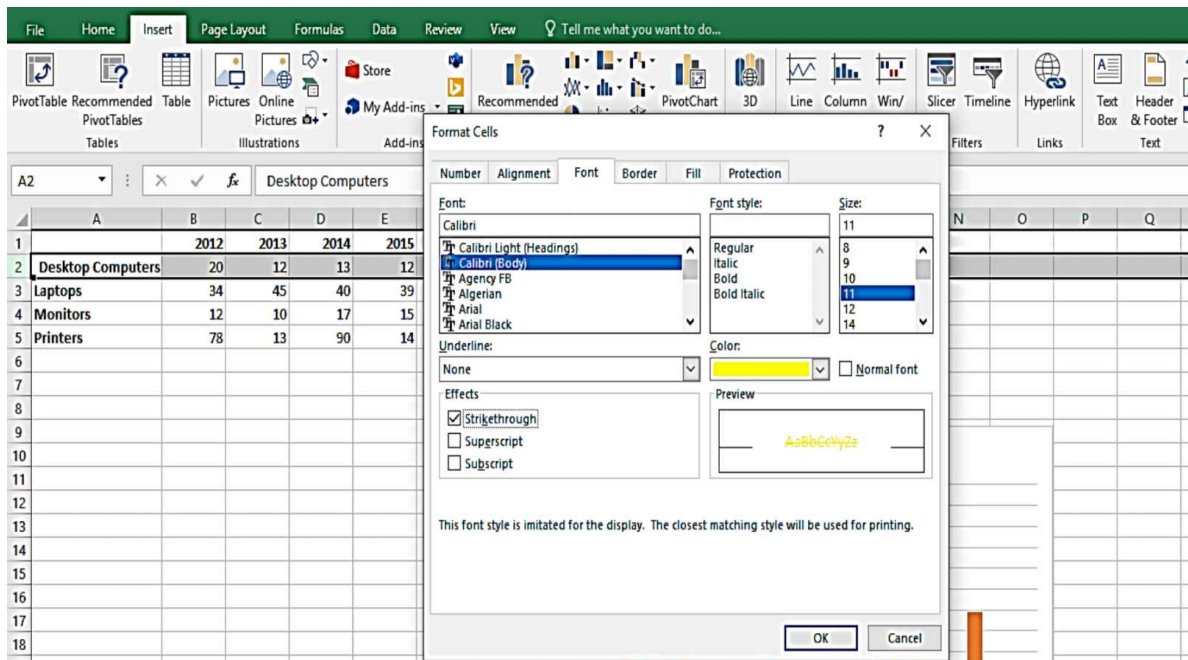 File Home Insert Page Layout Formulas Data Review View Tell me what you want to do...
PivotTable Recommended PivotTables Table
Tables
Pictures Online Pictures
Illustrations
Store
My Add-ins
Add-ins
Recommended
PivotChart 3D
Line Column Win/
Slicer Timeline
Filters
Hyperlink
Links
Text Box Header & Footer
Text
A2 fx Desktop Computers
A B C D E N O P Q
1 2012 2013 2014 2015
2 Desktop Computers 20 12 13 12
3 Laptops 34 45 40 39
4 Monitors 12 10 17 15
5 Printers 78 13 90 14
6
7
8
9
10
11
12
13
14
15
16
17
18
Format Cells ? X
Number Alignment Font Border Fill Protection
Font: Font style: Size:
Calibri 11
Calibri Light (Headings) Regular 8
Calibri (Body) Italic 9
Agency FB Bold 10
Algerian Bold Italic 11
Arial 12
Arial Black 14
Underline: Color:
None Normal font
Effects Preview
Strikethrough
AaBbCcYyZz
Superscript
Subscript
This font style is imitated for the display. The closest matching style will be used for printing.
OK Cancel